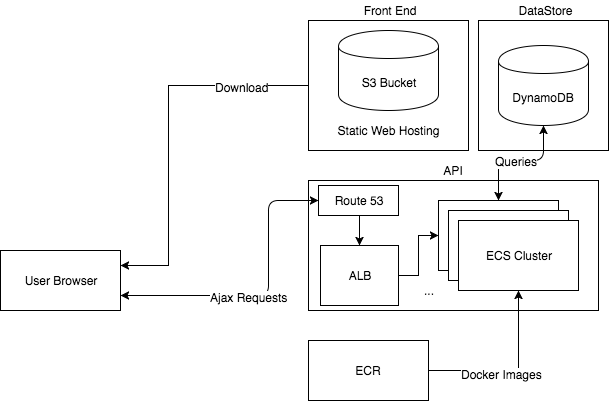 Front End
DataStore
S3 Bucket
DynamoDB
Download
Static Web Hosting
Queries
API
Route 53
ECS Cluster
User Browser
ALB
Ajax Requests
...
ECR
Docker Images